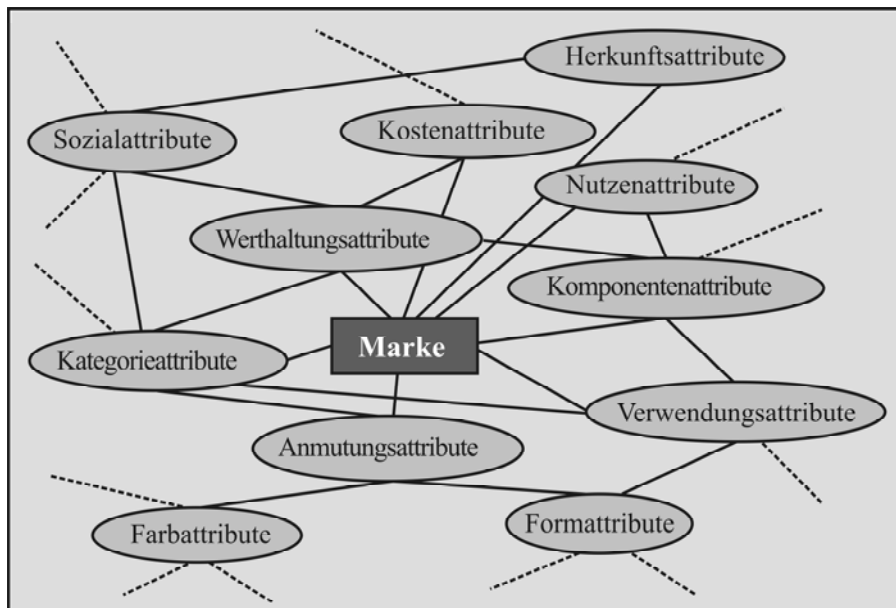 Herkunftsattribute
Kostenattribute
Sozialattribute
Nutzenattribute
Werthaltungsattribute
Komponentenattribute
Marke
Kategorieattribute
Verwendungsattribute
Anmutungsattribute
Formattribute
Farbattribute